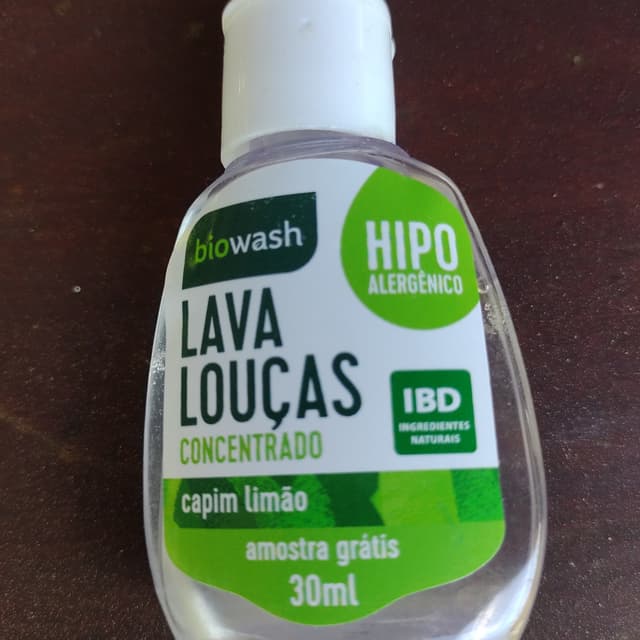 biowash
HIPO
ALERGÊNICO
LAVA
LOUÇAS
CONCENTRADO
IBD
INGREDIENTES
NATURAIS
capim limão
amostra grátis
30ml